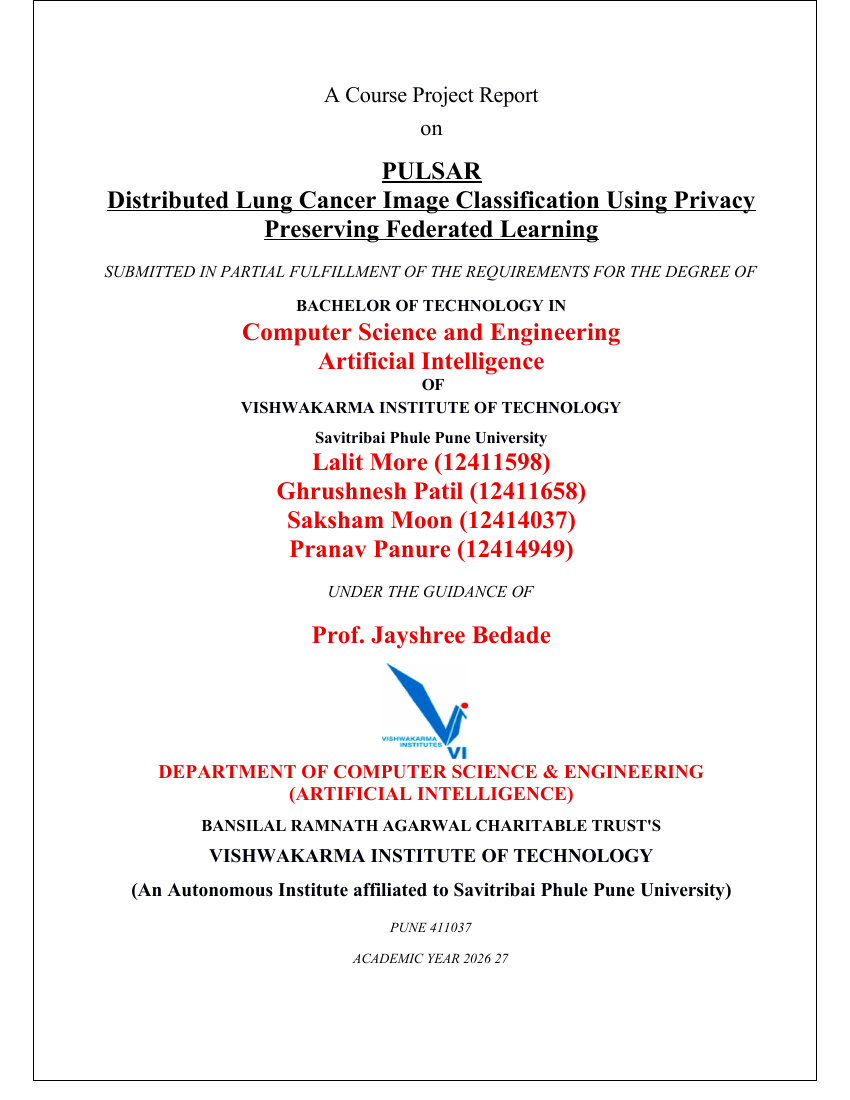 A Course Project Report
on
PULSAR
Distributed Lung Cancer Image Classification Using Privacy
Preserving Federated Learning
SUBMITTED IN PARTIAL FULFILLMENT OF THE REQUIREMENTS FOR THE DEGREE OF
BACHELOR OF TECHNOLOGY IN
Computer Science and Engineering
Artificial Intelligence
OF
VISHWAKARMA INSTITUTE OF TECHNOLOGY
Savitribai Phule Pune University
Lalit More (12411598)
Ghrushnesh Patil (12411658)
Saksham Moon (12414037)
Pranav Panure (12414949)
UNDER THE GUIDANCE OF
Prof. Jayshree Bedade
VISHWAKARMA
INSTITUTES
VI
DEPARTMENT OF COMPUTER SCIENCE & ENGINEERING
(ARTIFICIAL INTELLIGENCE)
BANSILAL RAMNATH AGARWAL CHARITABLE TRUST'S
VISHWAKARMA INSTITUTE OF TECHNOLOGY
(An Autonomous Institute affiliated to Savitribai Phule Pune University)
PUNE 411037
ACADEMIC YEAR 2026 27